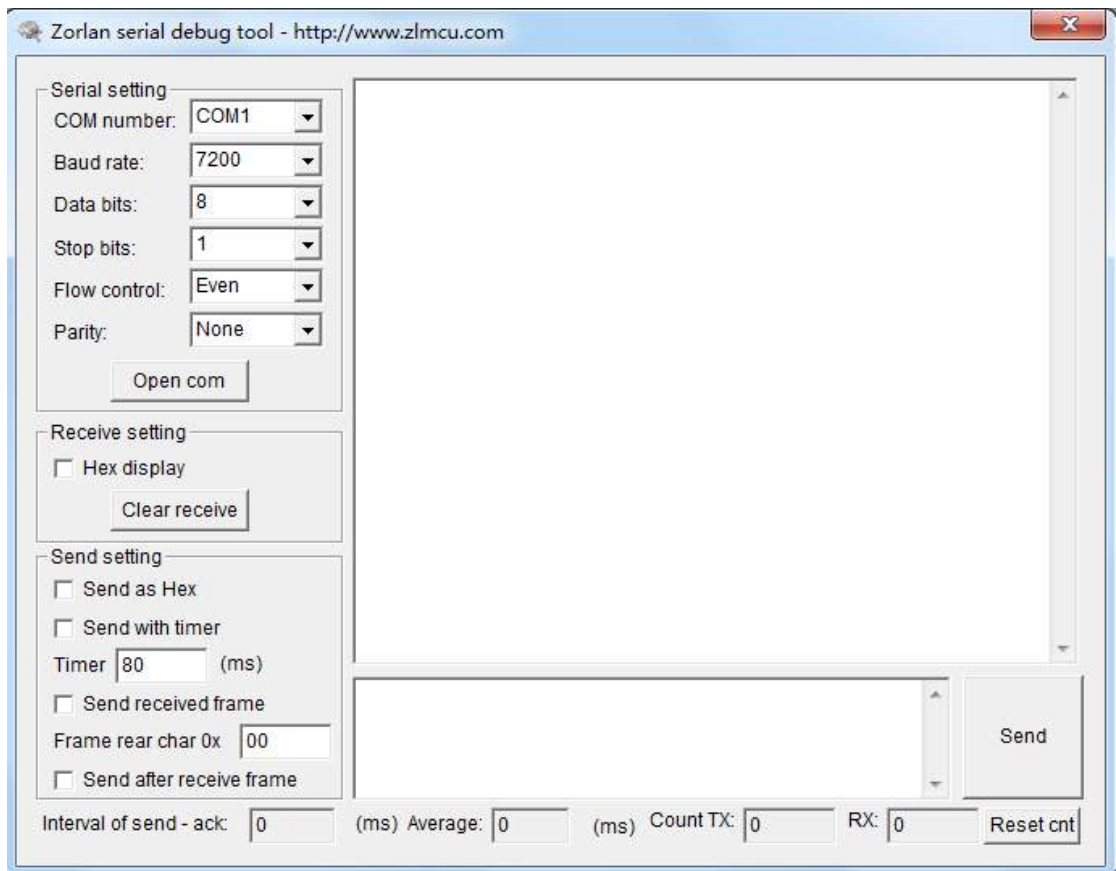 Zorlan serial debug tool - http://www.zlmcu.com
Serial setting
COM number: COM1
Baud rate: 7200
Data bits: 8
Stop bits: 1
Flow control: Even
Parity: None
Open com
Receive setting
Hex display
Clear receive
Send setting
Send as Hex
Send with timer
Timer 80 (ms)
Send received frame
Frame rear char 0x 00
Send after receive frame
Send
Interval of send - ack: 0 (ms) Average: 0 (ms) Count TX: 0 RX: 0 Reset cnt